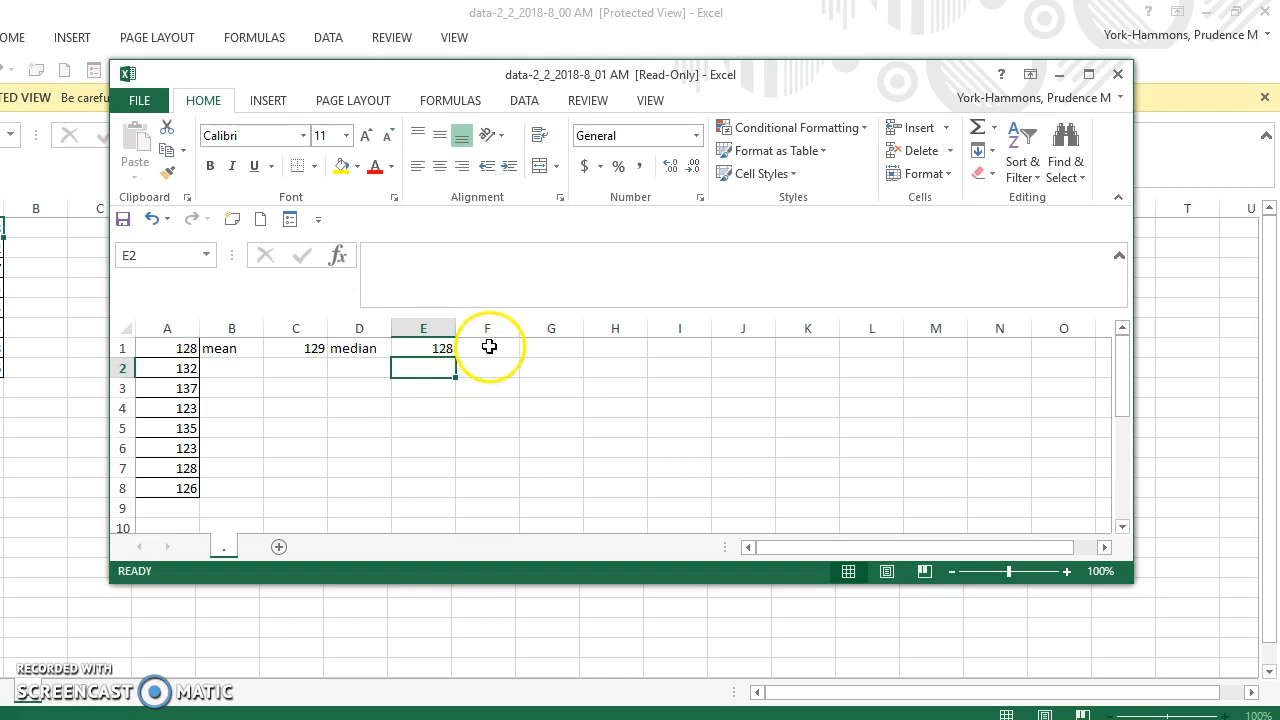 data-2_2_2018-8_00 AM [Protected View] - Excel
OME INSERT PAGE LAYOUT FORMULAS DATA REVIEW VIEW
York-Hammons, Prudence M
data-2_2_2018-8_01 AM [Read-Only] - Excel
TED VIEW Be carefu
FILE HOME INSERT PAGE LAYOUT FORMULAS DATA REVIEW VIEW
York-Hammons, Prudence M
Paste
Calibri 11
General
Conditional Formatting
Format as Table
Cell Styles
Insert
Delete
Format
Sort & Filter
Find & Select
Clipboard Font Alignment Number Styles Cells Editing
E2
B C T U
A B C D E F G H I J K L M N O
1 128 mean 129 median 128
2 132
3 137
4 123
5 135
6 123
7 128
8 126
9
10
.
READY 100%
RECORDED WITH
SCREENCAST MATIC
100%